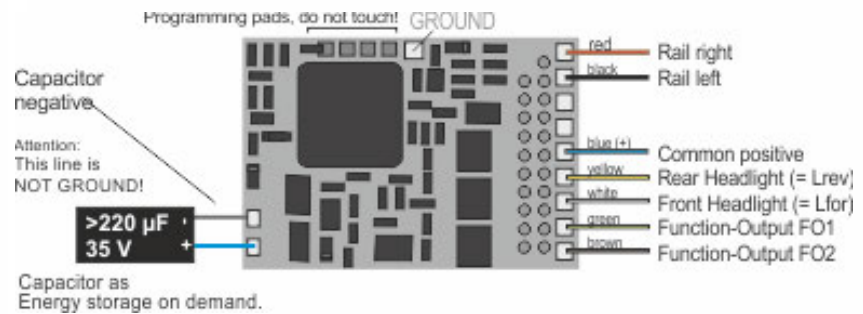 Programming pads, do not touch!
GROUND
Capacitor
negative
Attention:
This line is
NOT GROUND!
>220 µF -
35 V +
Capacitor as
Energy storage on demand.
red
Rail right
black
Rail left
blue (+)
Common positive
yellow
Rear Headlight (= Lrev)
white
Front Headlight (= Lfor)
green
Function-Output FO1
brown
Function-Output FO2